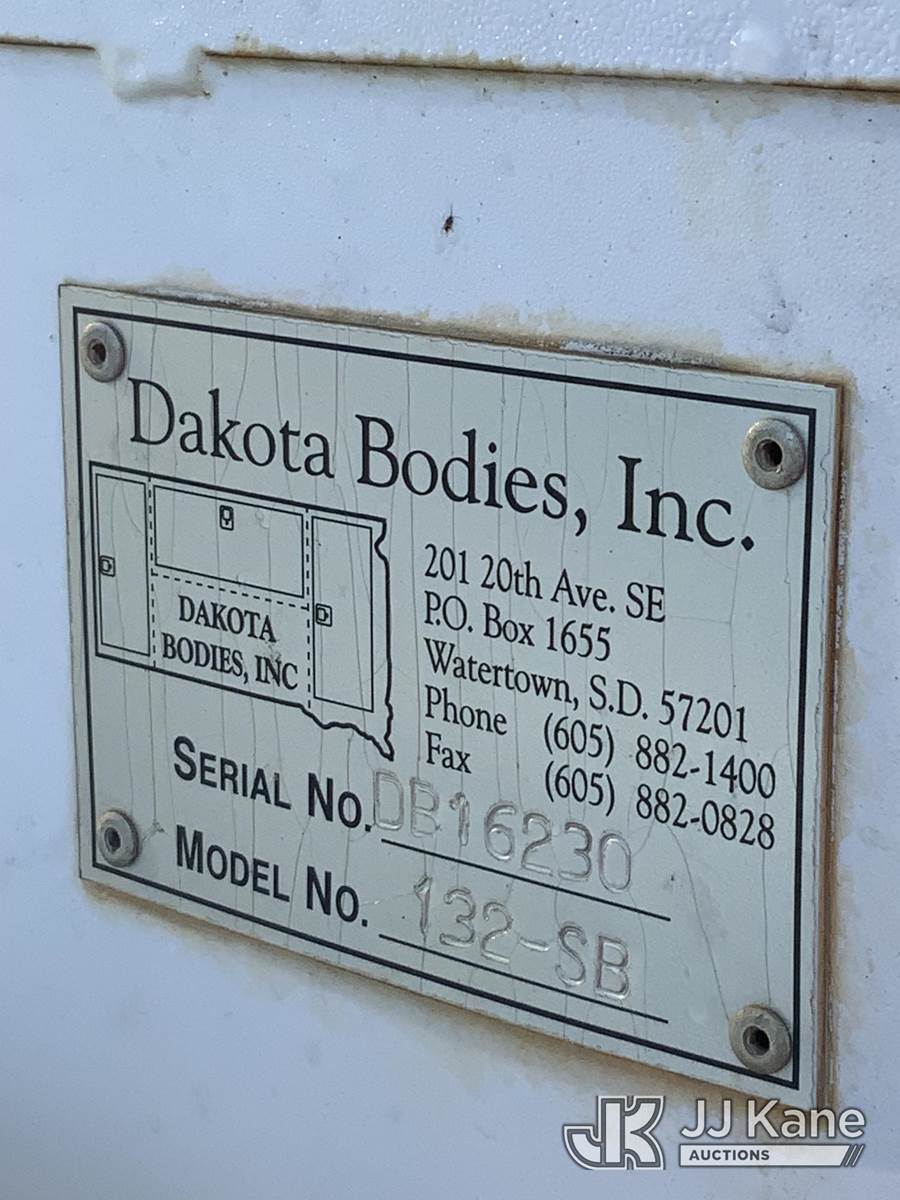 Dakota Bodies, Inc.
DAKOTA
BODIES, INC
201 20th Ave. SE
P.O. Box 1655
Watertown, S.D. 57201
Phone (605) 882-1400
Fax (605) 882-0828
SERIAL NO. DB16230
MODEL NO. 132-SB
JK JJ Kane
AUCTIONS